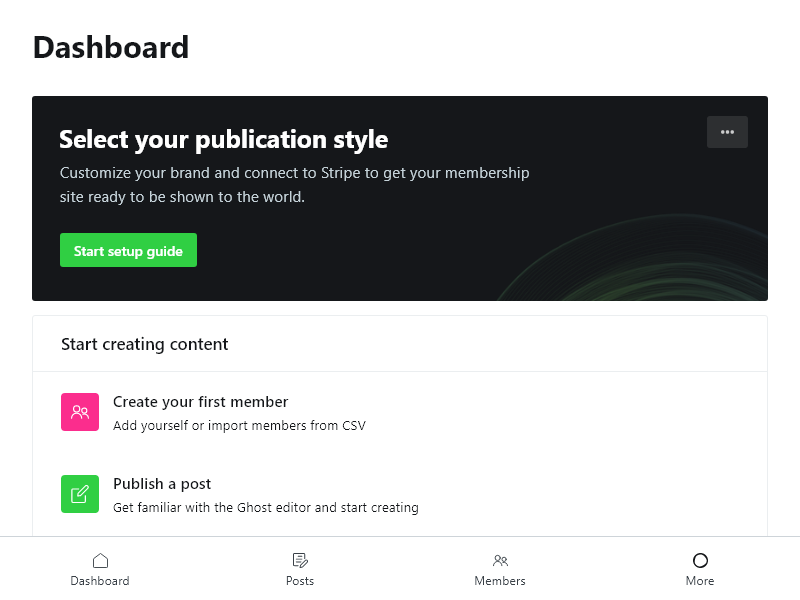 Dashboard
Select your publication style
Customize your brand and connect to Stripe to get your membership
site ready to be shown to the world.
Start setup guide
Start creating content
Create your first member
Add yourself or import members from CSV
Publish a post
Get familiar with the Ghost editor and start creating
Dashboard
Posts
Members
More